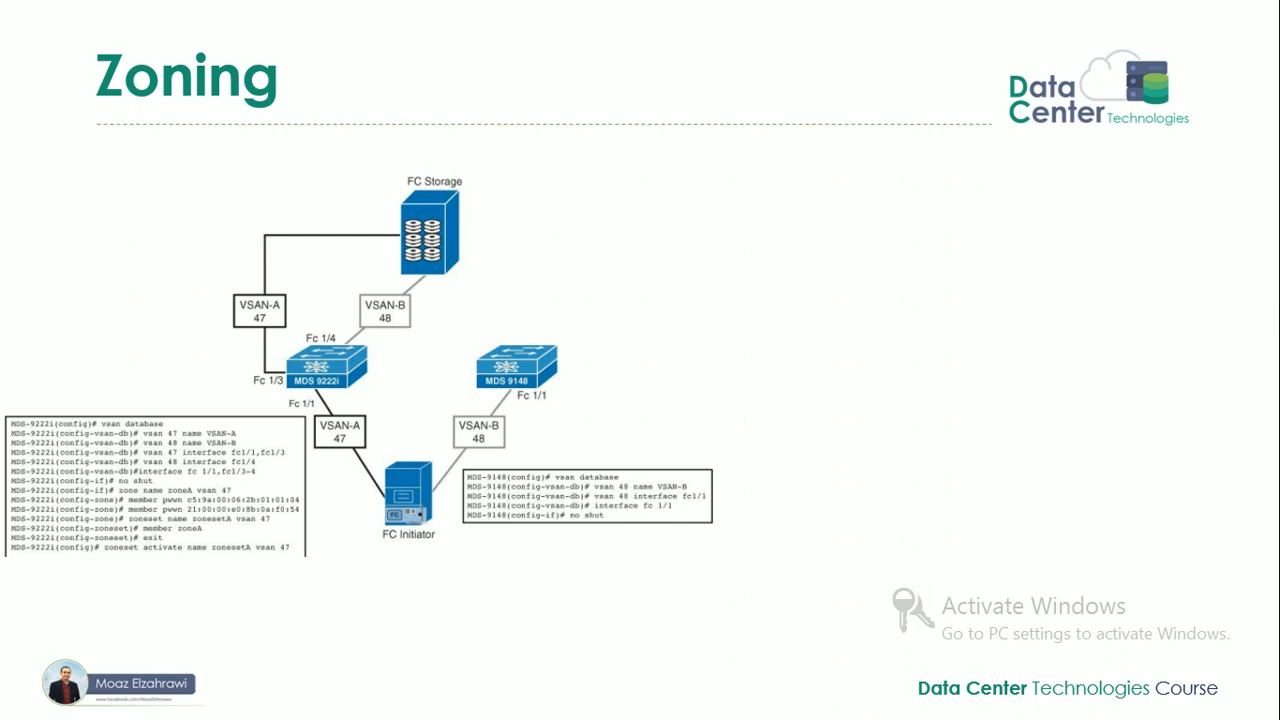 Zoning
Data
Center Technologies
FC Storage
VSAN-A
47
VSAN-B
48
Fc 1/4
Fc 1/3
MDS 9222i
MDS 9148
Fc 1/1
Fc 1/1
VSAN-A
47
VSAN-B
48
MDS-9222i(config)# vsan database
MDS-9222i(config-vsan-db)# vsan 47 name VSAN-A
MDS-9222i(config-vsan-db)# vsan 48 name VSAN-B
MDS-9222i(config-vsan-db)# vsan 47 interface fc1/1,fc1/3
MDS-9222i(config-vsan-db)# vsan 48 interface fc1/4
MDS-9222i(config-vsan-db)#interface fc 1/1,fc1/3-4
MDS-9222i(config-if)# no shut
MDS-9222i(config-if)# zone name zoneA vsan 47
MDS-9222i(config-zone)# member pwwn c5:9a:00:06:2b:01:01:04
MDS-9222i(config-zone)# member pwwn 21:00:00:e0:8b:0a:f0:54
MDS-9222i(config-zone)# zoneset name zonesetA vsan 47
MDS-9222i(config-zoneset)# member zoneA
MDS-9222i(config-zoneset)# exit
MDS-9222i(config)# zoneset activate name zonesetA vsan 47
MDS-9148(config)# vsan database
MDS-9148(config-vsan-db)# vsan 48 name VSAN-B
MDS-9148(config-vsan-db)# vsan 48 interface fc1/1
MDS-9148(config-vsan-db)# interface fc 1/1
MDS-9148(config-if)# no shut
FC
FC Initiator
Activate Windows
Go to PC settings to activate Windows.
Moaz Elzahrawi
Data Center Technologies Course